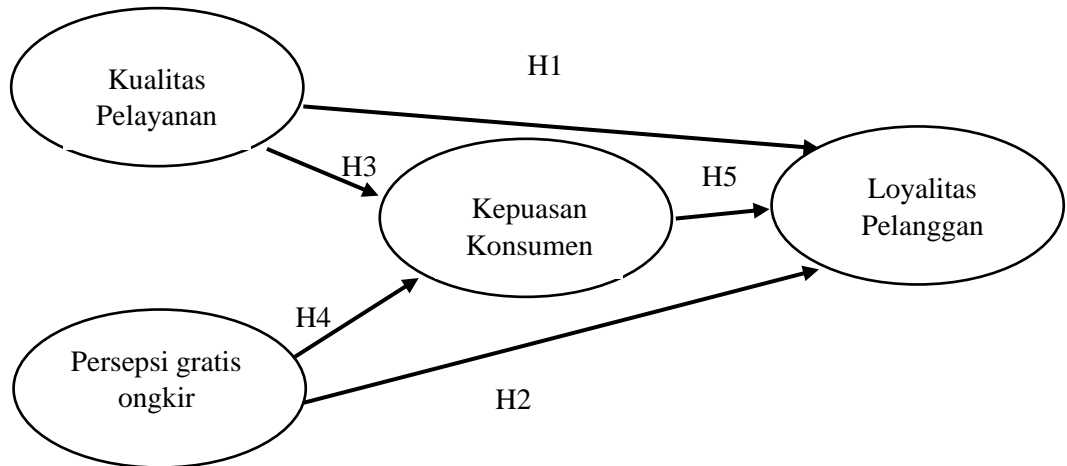 Kualitas
Pelayanan
H1
H3
Kepuasan
Konsumen
H5
Loyalitas
Pelanggan
H4
Persepsi gratis
ongkir
H2